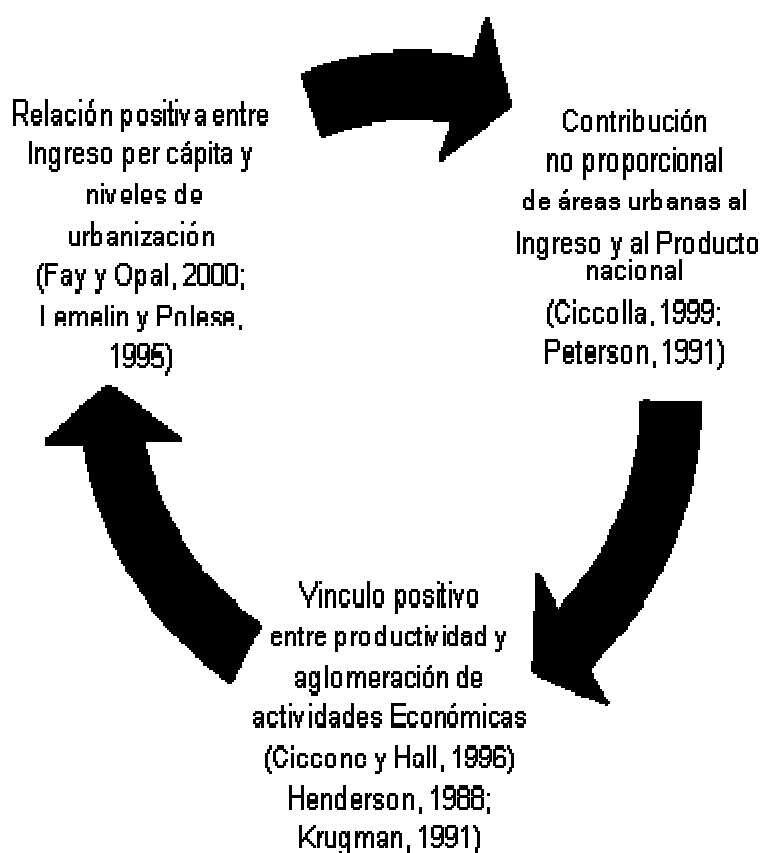 Relación positiva entre
Ingreso per cápita y
niveles de
urbanización
(Fay y Opal, 2000;
Lemelin y Polese,
1995)
Contribución
no proporcional
de áreas urbanas al
Ingreso y al Producto
nacional
(Ciccolla, 1999;
Peterson, 1991)
Vinculo positivo
entre productividad y
aglomeración de
actividades Económicas
(Ciccono y Hall, 1996)
Henderson, 1988;
Krugman, 1991)